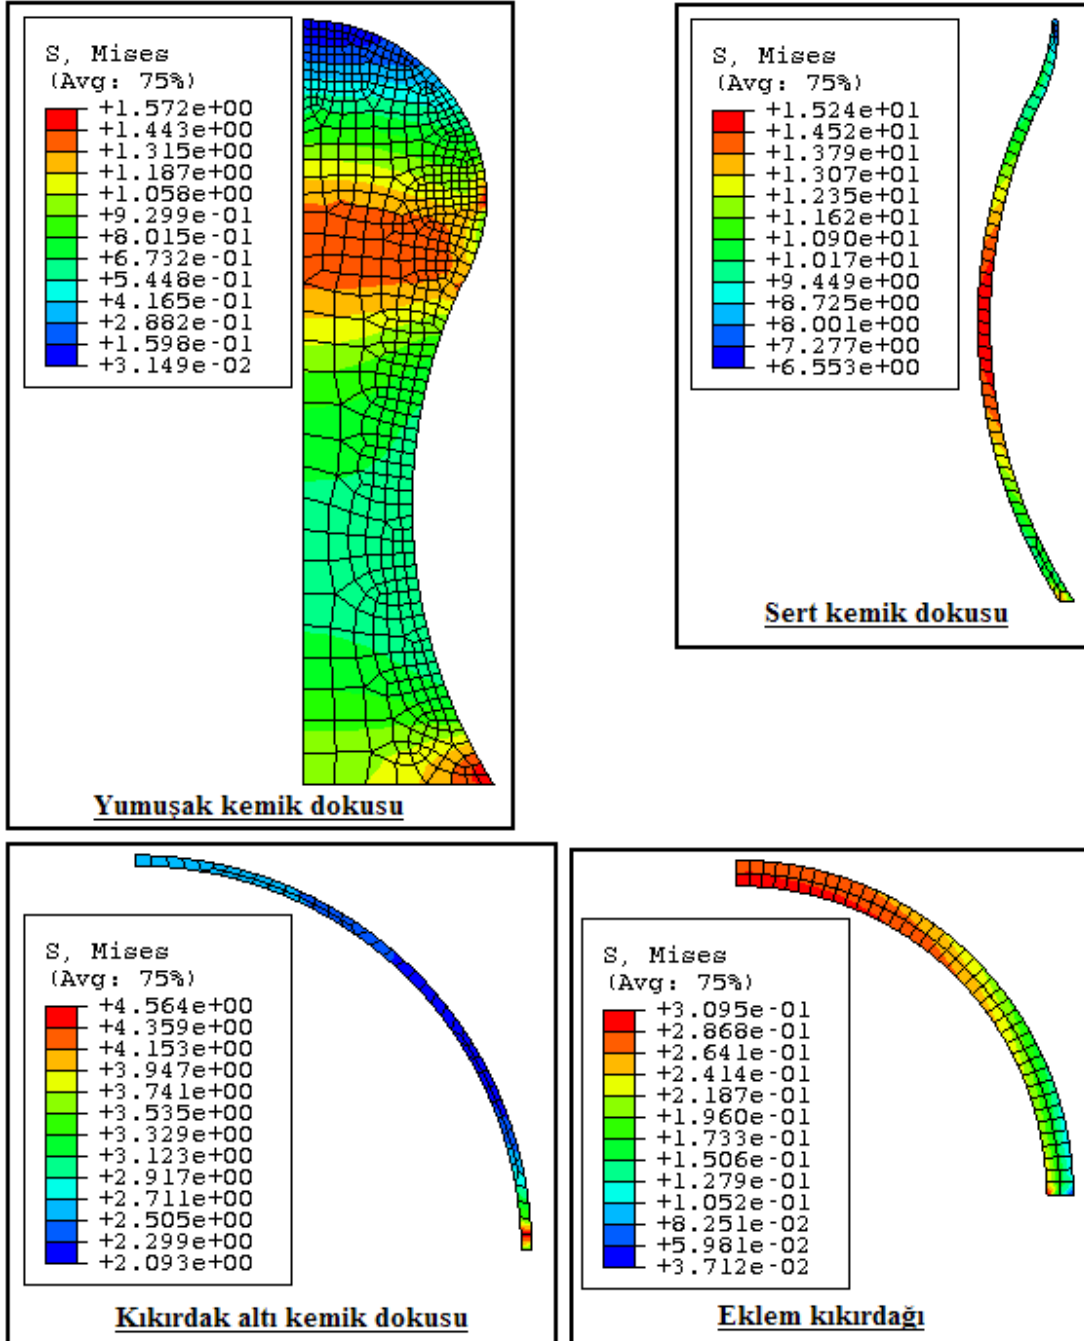 S, Mises
(Avg: 75%)
+1.572e+00
+1.443e+00
+1.315e+00
+1.187e+00
+1.058e+00
+9.299e-01
+8.015e-01
+6.732e-01
+5.448e-01
+4.165e-01
+2.882e-01
+1.598e-01
+3.149e-02
Yumuşak kemik dokusu
S, Mises
(Avg: 75%)
+1.524e+01
+1.452e+01
+1.379e+01
+1.307e+01
+1.235e+01
+1.162e+01
+1.090e+01
+1.017e+01
+9.449e+00
+8.725e+00
+8.001e+00
+7.277e+00
+6.553e+00
Sert kemik dokusu
S, Mises
(Avg: 75%)
+4.564e+00
+4.359e+00
+4.153e+00
+3.947e+00
+3.741e+00
+3.535e+00
+3.329e+00
+3.123e+00
+2.917e+00
+2.711e+00
+2.505e+00
+2.299e+00
+2.093e+00
Kıkırdak altı kemik dokusu
S, Mises
(Avg: 75%)
+3.095e-01
+2.868e-01
+2.641e-01
+2.414e-01
+2.187e-01
+1.960e-01
+1.733e-01
+1.506e-01
+1.279e-01
+1.052e-01
+8.251e-02
+5.981e-02
+3.712e-02
Eklem kıkırdağı